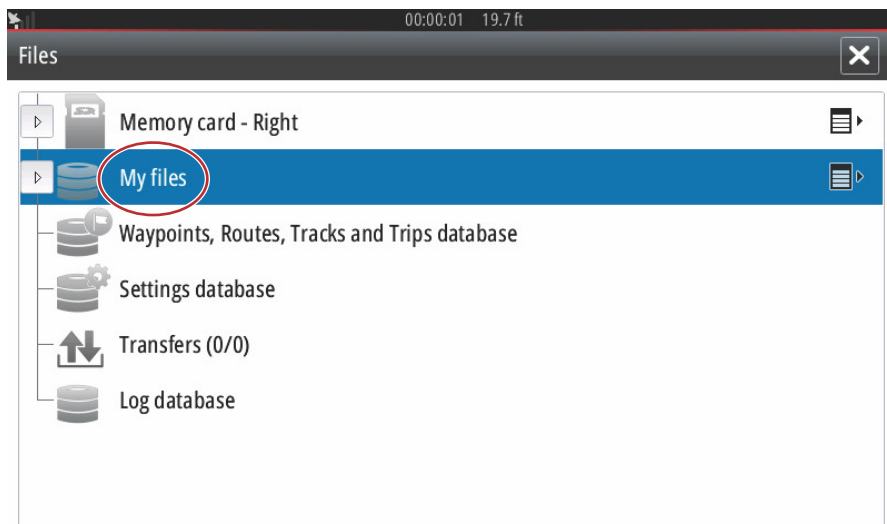 00:00:01 19.7 ft
Files
Memory card - Right
My files
Waypoints, Routes, Tracks and Trips database
Settings database
Transfers (0/0)
Log database